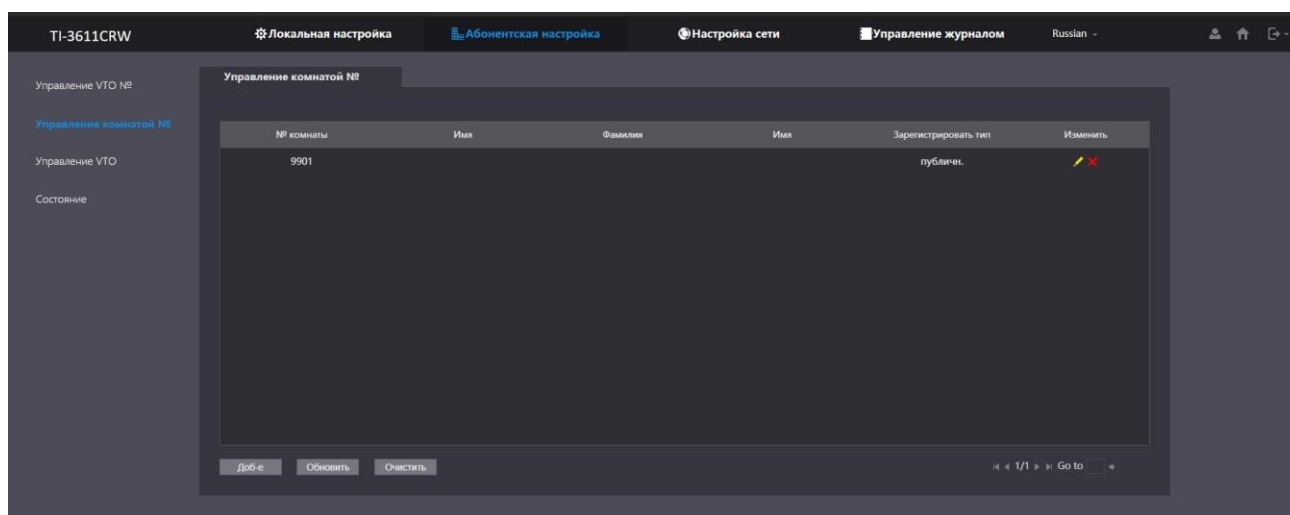 TI-3611CRW Локальная настройка Абонентская настройка Настройка сети Управление журналом Russian
Управление VTO №
Управление комнатой №
Управление VTO
Состояние
Управление комнатой №
№ комнаты Имя Фамилия Имя Зарегистрировать тип Изменить
9901 публичн.
Доб-е Обновить Очистить 1/1 Go to